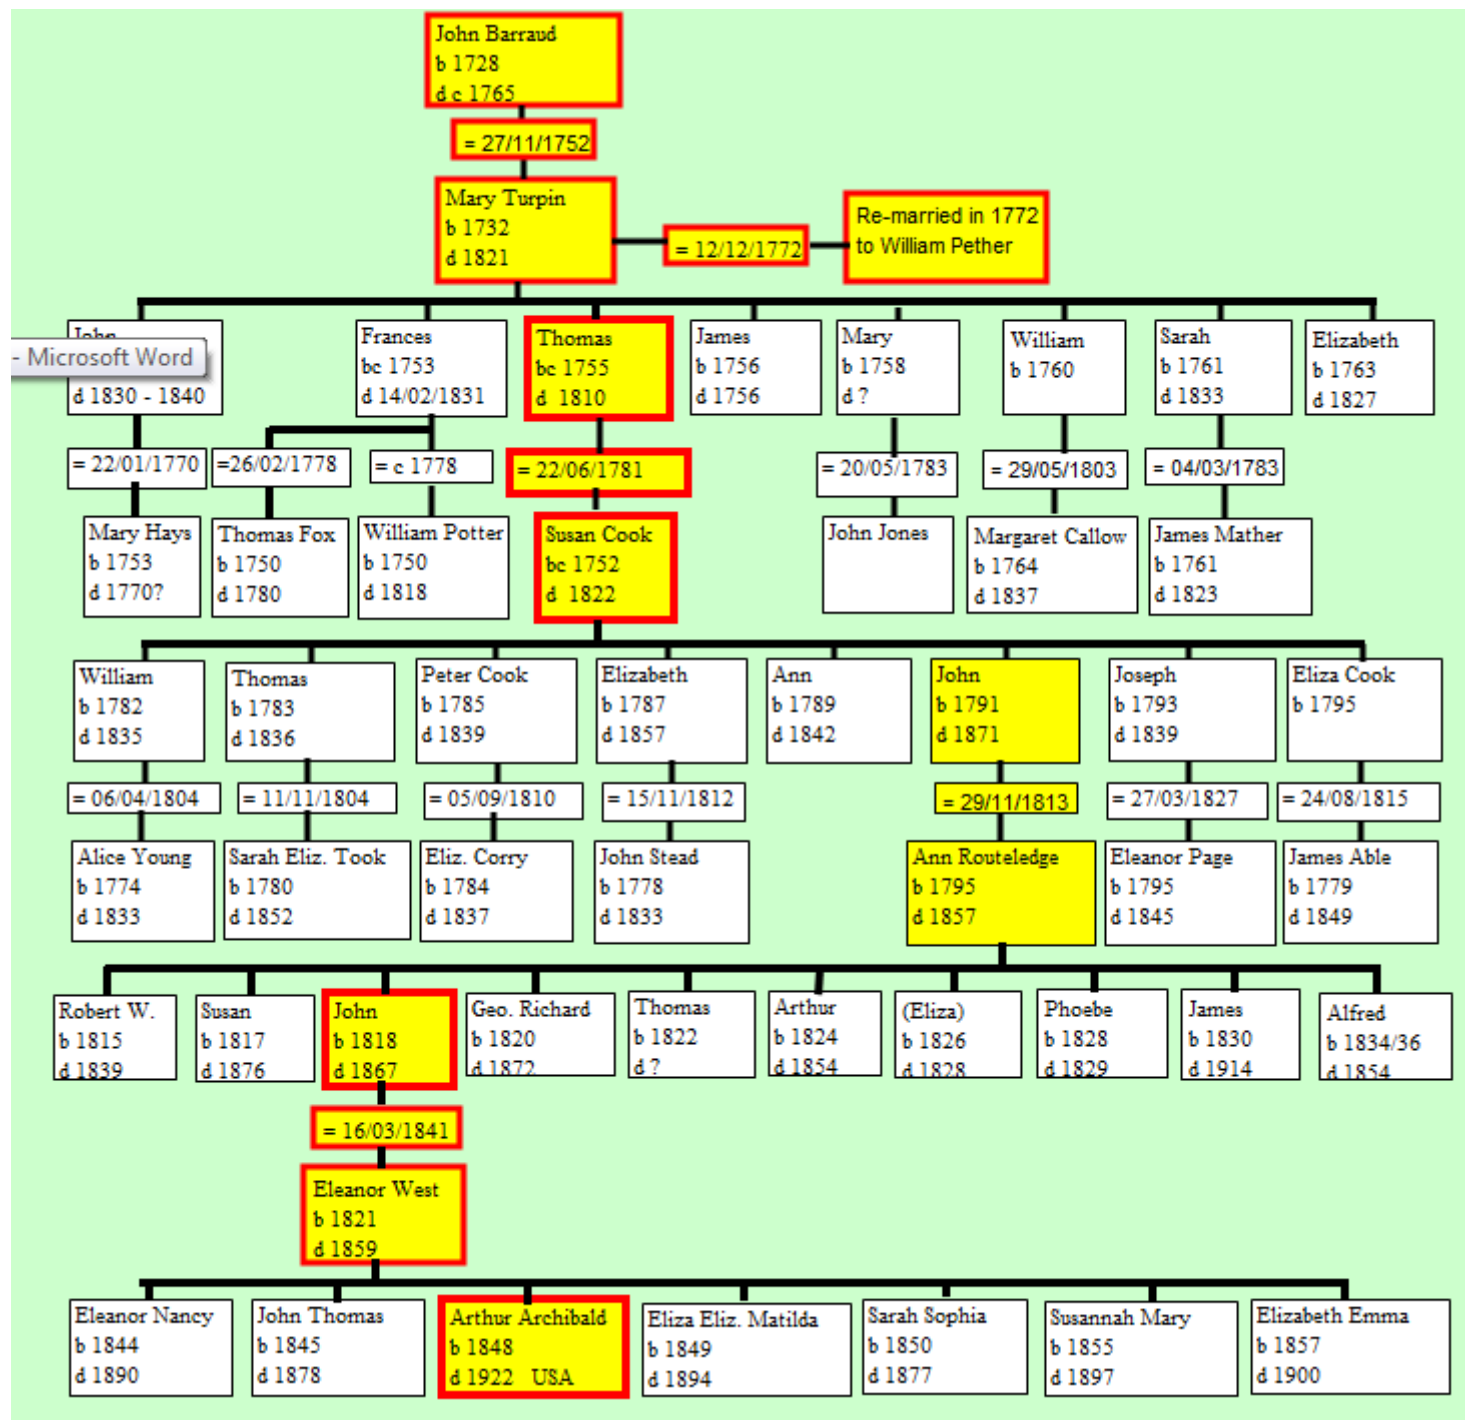 John Barraud
b 1728
d c 1765
= 27/11/1752
Mary Turpin
b 1732
d 1821
= 12/12/1772
Re-married in 1772
to William Pether
John
- Microsoft Word
d 1830 - 1840
Frances
bc 1753
d 14/02/1831
Thomas
bc 1755
d 1810
James
b 1756
d 1756
Mary
b 1758
d ?
William
b 1760
Sarah
b 1761
d 1833
Elizabeth
b 1763
d 1827
= 22/01/1770
=26/02/1778
= c 1778
= 22/06/1781
= 20/05/1783
= 29/05/1803
= 04/03/1783
Mary Hays
b 1753
d 1770?
Thomas Fox
b 1750
d 1780
William Potter
b 1750
d 1818
Susan Cook
bc 1752
d 1822
John Jones
Margaret Callow
b 1764
d 1837
James Mather
b 1761
d 1823
William
b 1782
d 1835
Thomas
b 1783
d 1836
Peter Cook
b 1785
d 1839
Elizabeth
b 1787
d 1857
Ann
b 1789
d 1842
John
b 1791
d 1871
Joseph
b 1793
d 1839
Eliza Cook
b 1795
= 06/04/1804
= 11/11/1804
= 05/09/1810
= 15/11/1812
= 29/11/1813
= 27/03/1827
= 24/08/1815
Alice Young
b 1774
d 1833
Sarah Eliz. Took
b 1780
d 1852
Eliz. Corry
b 1784
d 1837
John Stead
b 1778
d 1833
Ann Routeledge
b 1795
d 1857
Eleanor Page
b 1795
d 1845
James Able
b 1779
d 1849
Robert W.
b 1815
d 1839
Susan
b 1817
d 1876
John
b 1818
d 1867
Geo. Richard
b 1820
d 1872
Thomas
b 1822
d ?
Arthur
b 1824
d 1854
(Eliza)
b 1826
d 1828
Phoebe
b 1828
d 1829
James
b 1830
d 1914
Alfred
b 1834/36
d 1854
= 16/03/1841
Eleanor West
b 1821
d 1859
Eleanor Nancy
b 1844
d 1890
John Thomas
b 1845
d 1878
Arthur Archibald
b 1848
d 1922 USA
Eliza Eliz. Matilda
b 1849
d 1894
Sarah Sophia
b 1850
d 1877
Susannah Mary
b 1855
d 1897
Elizabeth Emma
b 1857
d 1900